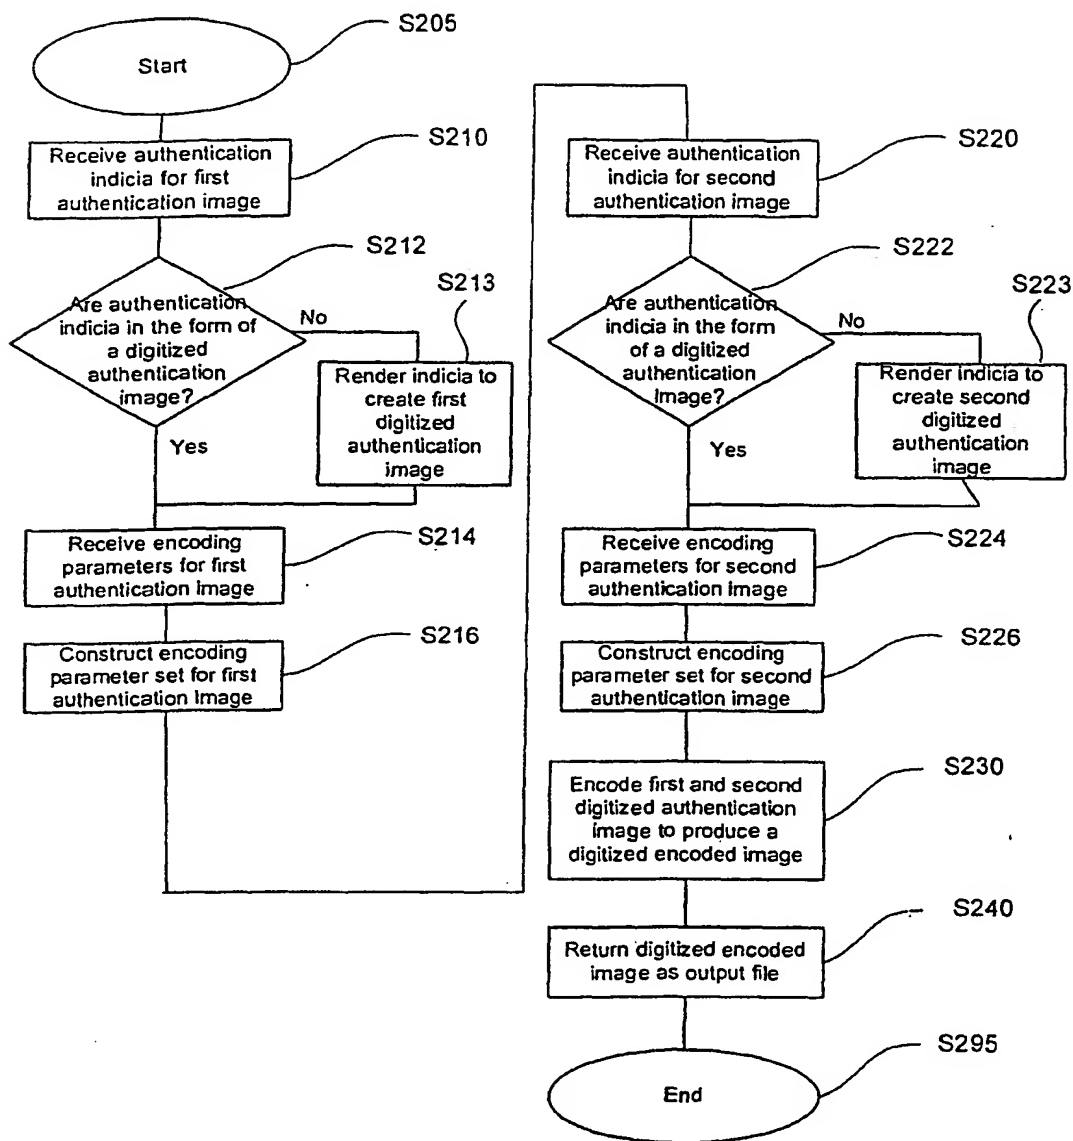 S205
Start
S210
Receive authentication
indicia for first
authentication image
S212
Are authentication
indicia in the form of
a digitized
authentication
image?
No
S213
Render indicia to
create first
digitized
authentication
image
Yes
Receive encoding
parameters for first
authentication Image
S214
Construct encoding
parameter set for first
authentication Image
S216
Receive authentication
indicia for second
authentication image
S220
S222
Are authentication
indicia in the form
of a digitized
authentication
Image?
No
S223
Render indicia to
create second
digitized
authentication
image
Yes
Receive encoding
parameters for second
authentication Image
S224
Construct encoding
parameter set for second
authentication image
S226
Encode first and second
digitized authentication
image to produce a
digitized encoded image
S230
Return digitized encoded
image as output file
S240
End
S295